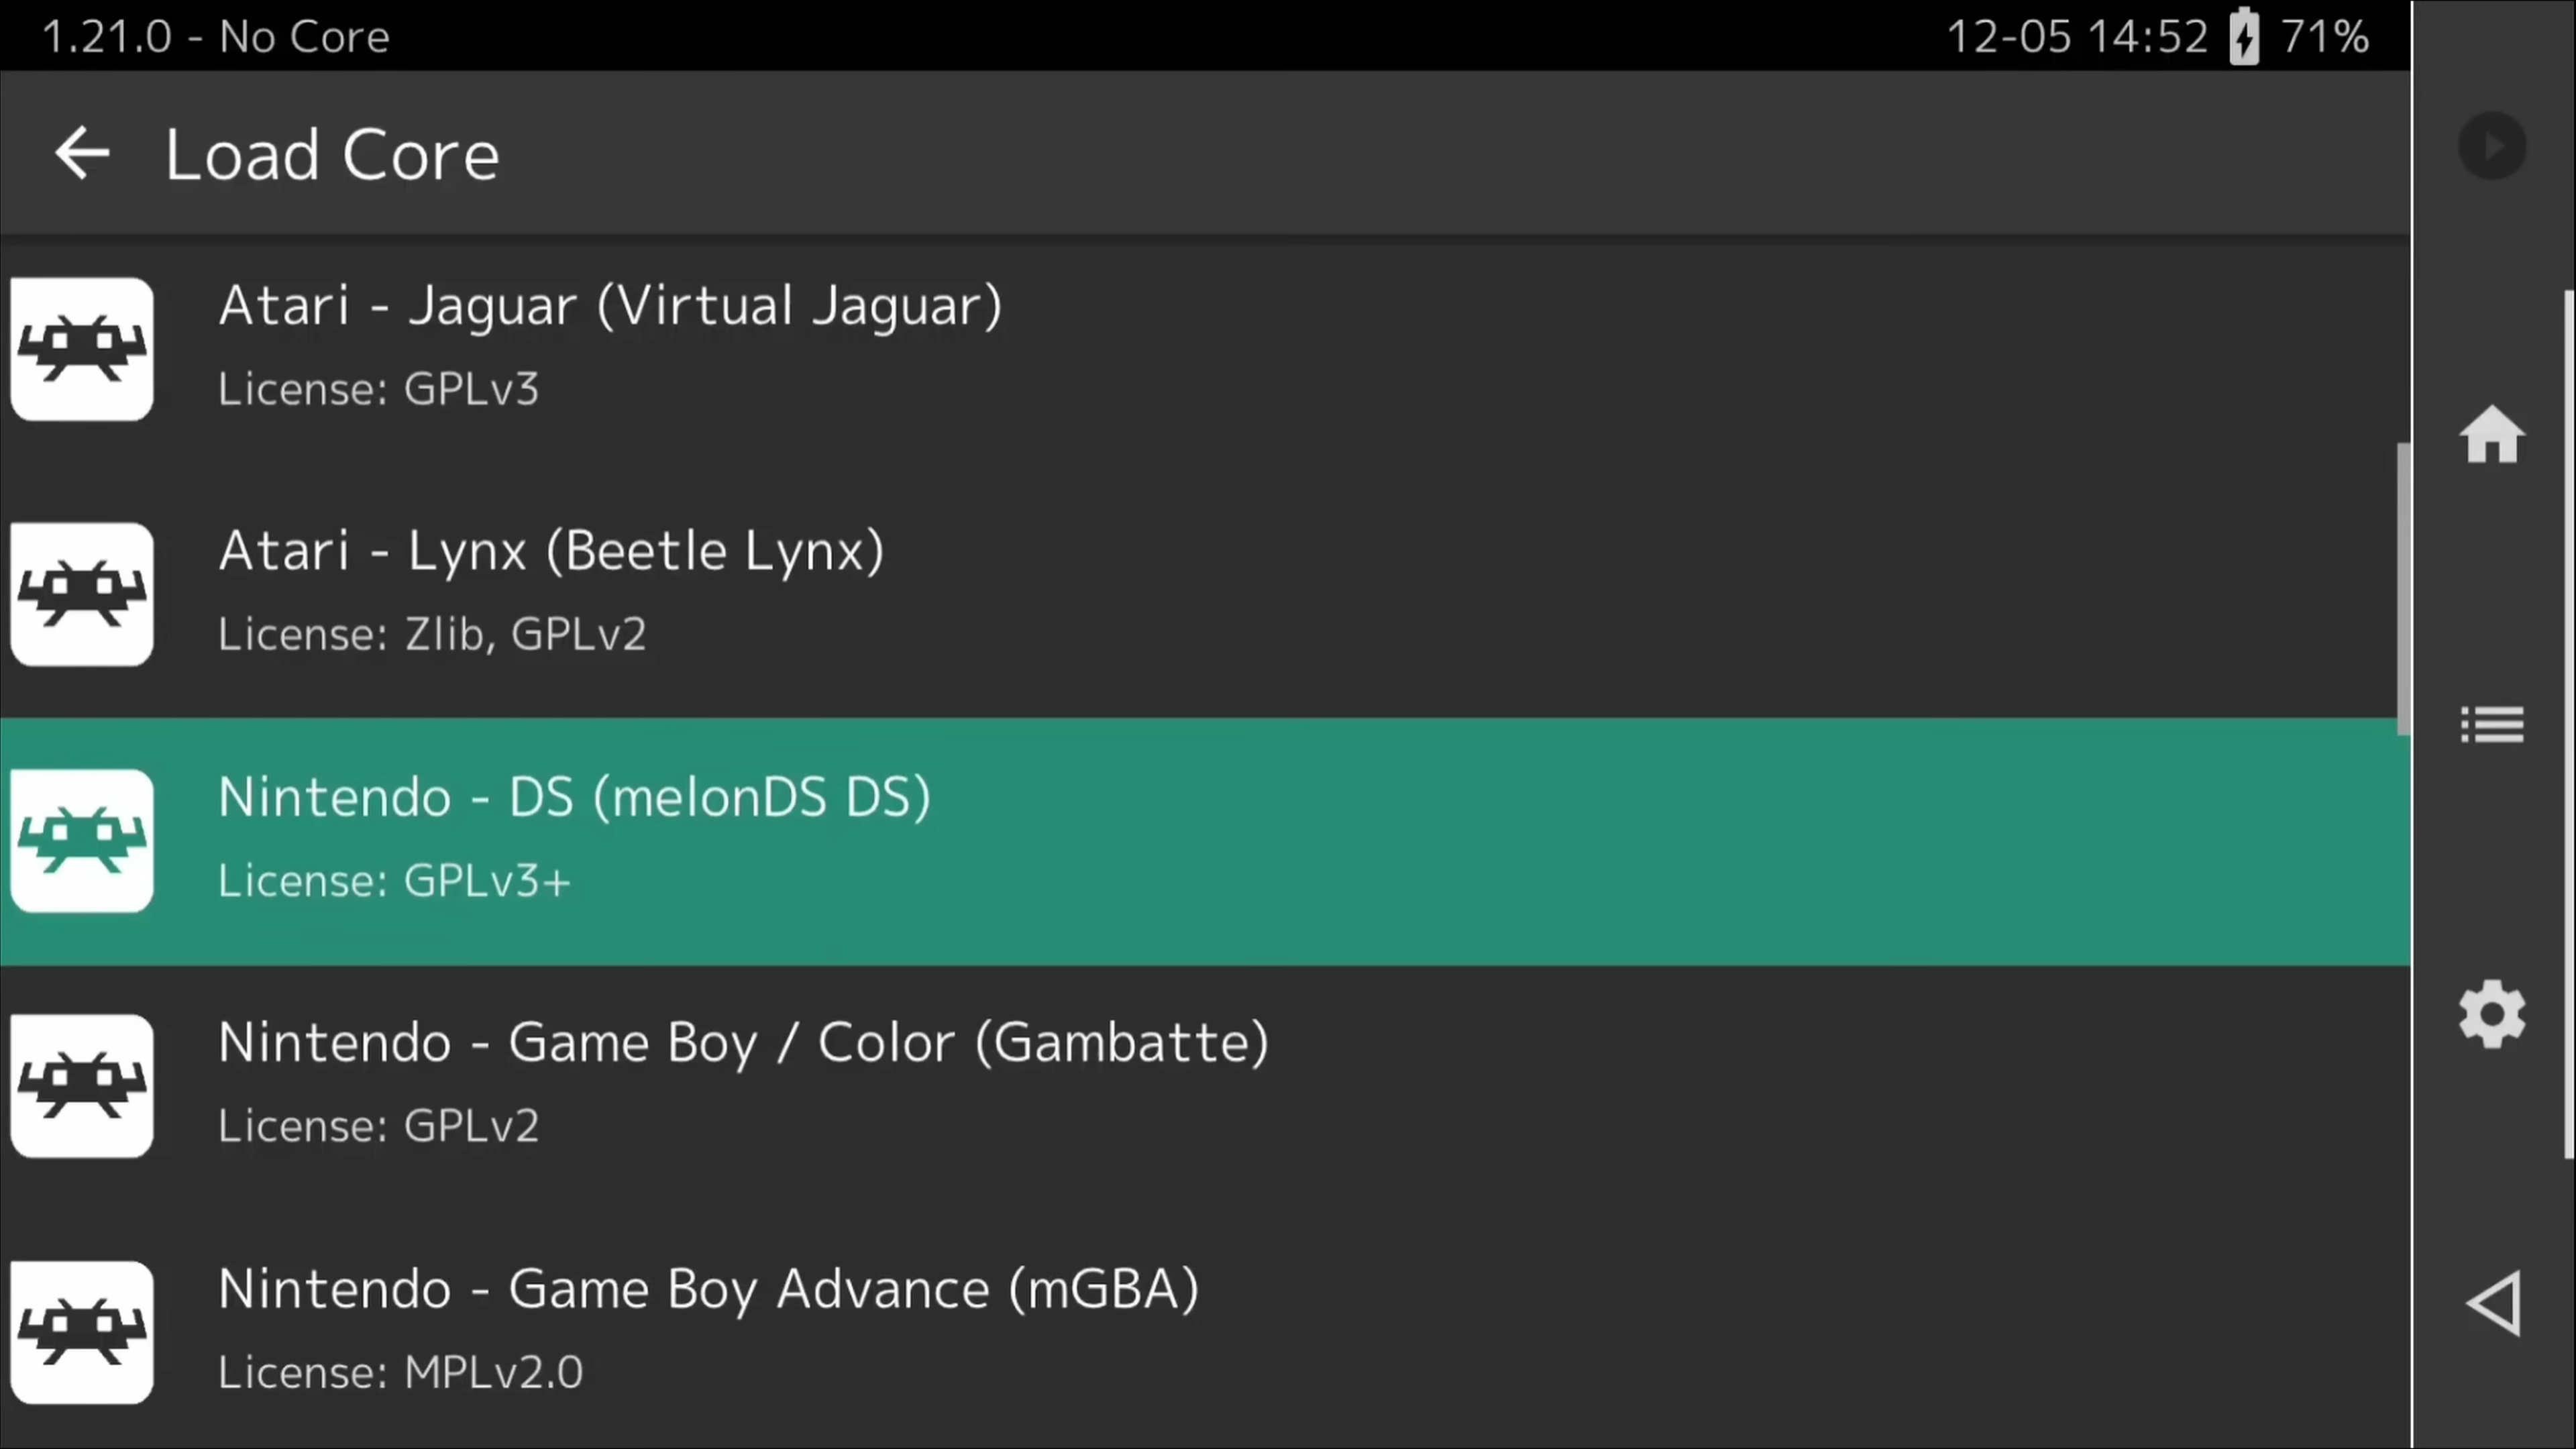 1.21.0 - No Core
12-05 14:52 71%
Load Core
Atari - Jaguar (Virtual Jaguar)
License: GPLv3
Atari - Lynx (Beetle Lynx)
License: Zlib, GPLv2
Nintendo - DS (melonDS DS)
License: GPLv3+
Nintendo - Game Boy / Color (Gambatte)
License: GPLv2
Nintendo - Game Boy Advance (mGBA)
License: MPLv2.0